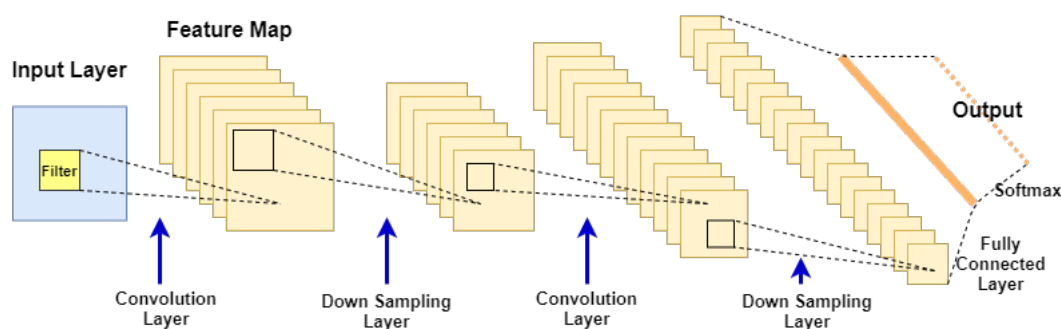 Feature Map
Input Layer
Filter
Output
Softmax
Fully
Connected
Layer
Convolution
Layer
Down Sampling
Layer
Convolution
Layer
Down Sampling
Layer